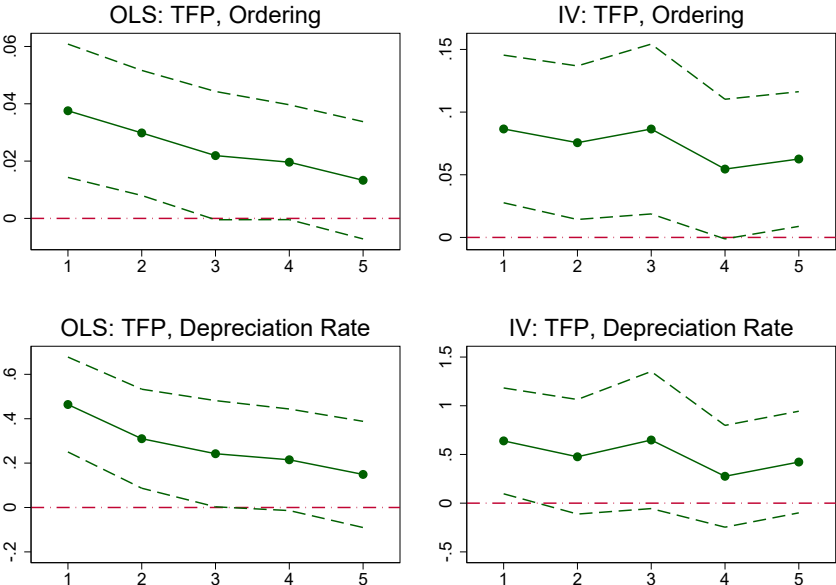 OLS: TFP, Ordering
.06
.04
.02
0
1 2 3 4 5
IV: TFP, Ordering
.15
.1
.05
0
1 2 3 4 5
OLS: TFP, Depreciation Rate
.6
.4
.2
0
-.2
1 2 3 4 5
IV: TFP, Depreciation Rate
1.5
1
.5
0
-.5
1 2 3 4 5